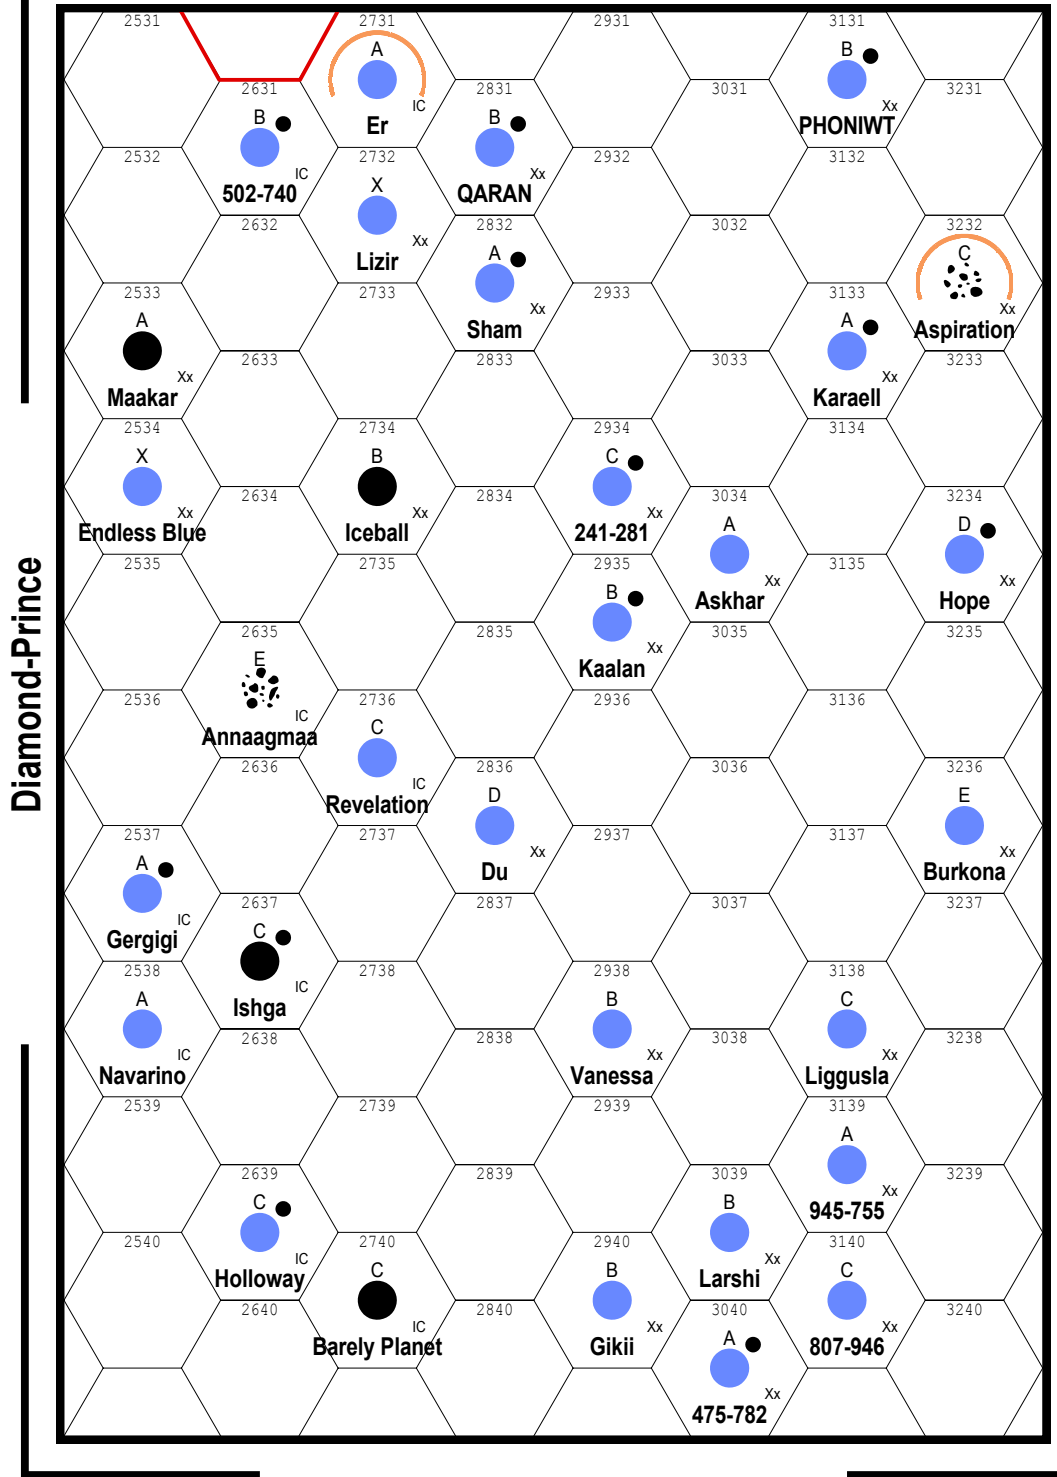 2531
2731
2931
3131
A
B
2631
2831
3031
3231
IC
Xx
B
Er
B
PHONIWT
2532
2732
2932
3132
IC
X
Xx
502-740
QARAN
2632
2832
3032
3232
Xx
A
C
Lizir
2533
2733
2933
3133
Xx
Xx
A
Sham
A
Aspiration
2633
2833
3033
3233
Xx
Xx
Maakar
Karaell
2534
2734
2934
3134
X
B
C
2634
2834
3034
3234
Xx
Xx
Xx
A
D
Endless Blue
Iceball
241-281
2535
2735
2935
3135
Xx
Xx
B
Askhar
Hope
2635
2835
3035
3235
E
Xx
Kaalan
2536
2736
2936
3136
IC
C
Annaagmaa
2636
2836
3036
3236
IC
D
E
Revelation
2537
2737
2937
3137
Xx
Xx
A
Du
Burkona
2637
2837
3037
3237
IC
C
Gergigi
2538
2738
2938
3138
IC
A
B
C
Ishga
2638
2838
3038
3238
IC
Xx
Xx
Navarino
Vanessa
Liggusla
2539
2739
2939
3139
A
2639
2839
3039
3239
Xx
C
B
945-755
2540
2740
2940
3140
IC
Xx
C
B
C
Holloway
Larshi
2640
2840
3040
3240
IC
Xx
Xx
A
Barely Planet
Gikii
807-946
Xx
475-782
Diamond-Prince